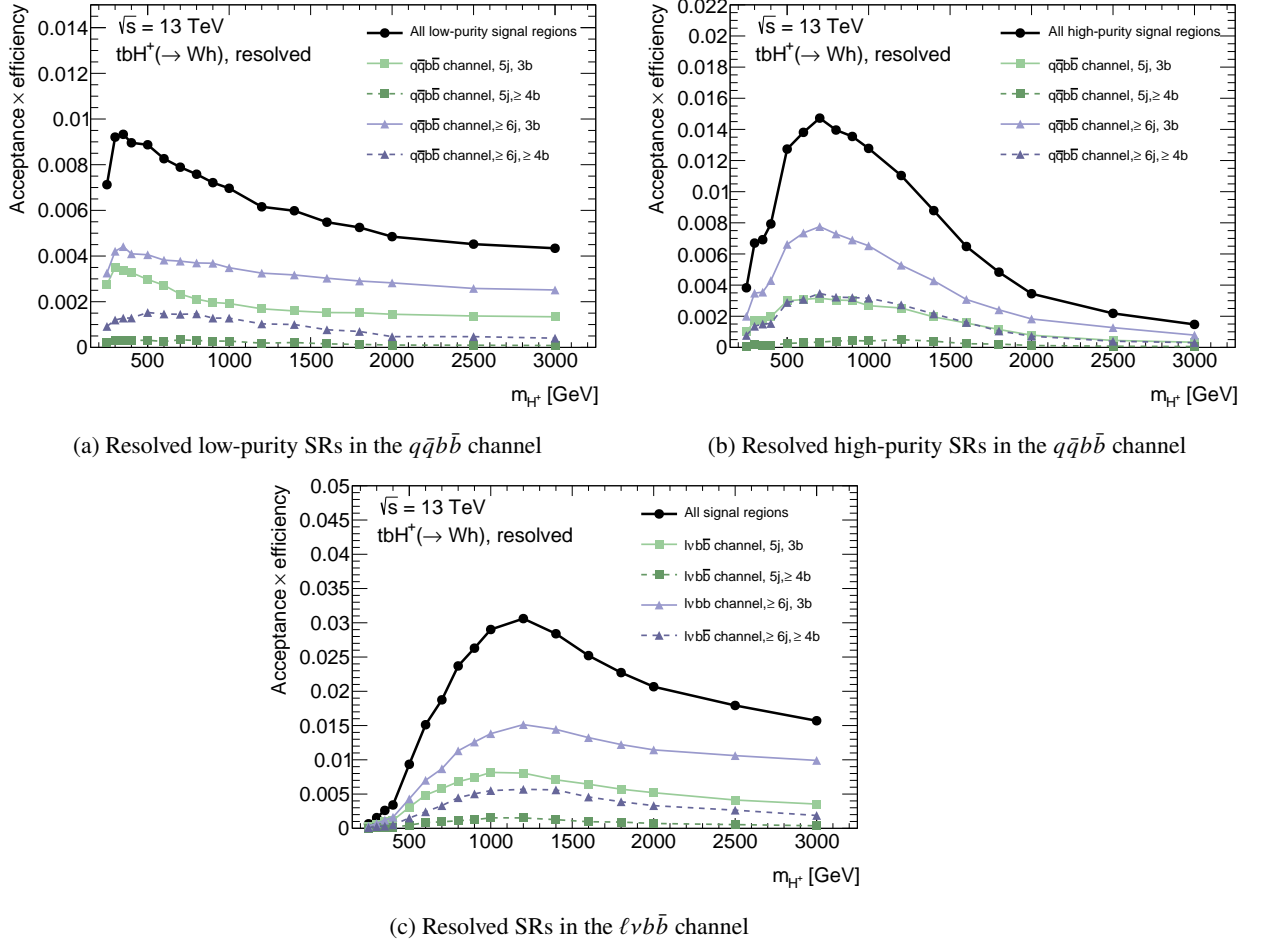 √s = 13 TeV
tbH⁺(→ Wh), resolved
All low-purity signal regions
qq̄bb̄ channel, 5j, 3b
qq̄bb̄ channel, 5j,≥ 4b
qq̄bb̄ channel,≥ 6j, 3b
qq̄bb̄ channel,≥ 6j, ≥ 4b
Acceptance × efficiency
0.014
0.012
0.01
0.008
0.006
0.004
0.002
0
500 1000 1500 2000 2500 3000
m_H⁺ [GeV]
(a) Resolved low-purity SRs in the qq̄bb̄ channel
√s = 13 TeV
tbH⁺(→ Wh), resolved
All high-purity signal regions
qq̄bb̄ channel, 5j, 3b
qq̄bb̄ channel, 5j,≥ 4b
qq̄bb̄ channel,≥ 6j, 3b
qq̄bb̄ channel,≥ 6j,≥ 4b
Acceptance × efficiency
0.022
0.02
0.018
0.016
0.014
0.012
0.01
0.008
0.006
0.004
0.002
0
500 1000 1500 2000 2500 3000
m_H⁺ [GeV]
(b) Resolved high-purity SRs in the qq̄bb̄ channel
√s = 13 TeV
tbH⁺(→ Wh), resolved
All signal regions
lνbb̄ channel, 5j, 3b
lνbb̄ channel, 5j,≥ 4b
lνbb channel,≥ 6j, 3b
lνbb̄ channel,≥ 6j,≥ 4b
Acceptance × efficiency
0.05
0.045
0.04
0.035
0.03
0.025
0.02
0.015
0.01
0.005
0
500 1000 1500 2000 2500 3000
m_H⁺ [GeV]
(c) Resolved SRs in the ℓνbb̄ channel